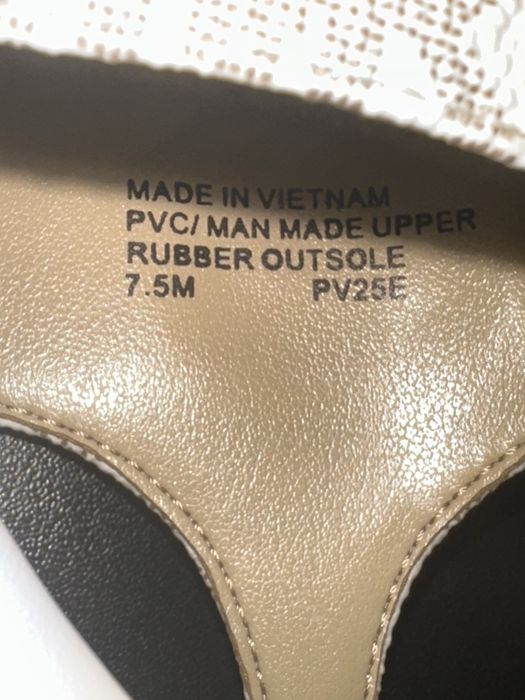 MADE IN VIETNAM
PVC/ MAN MADE UPPER
RUBBER OUTSOLE
7.5M PV25E